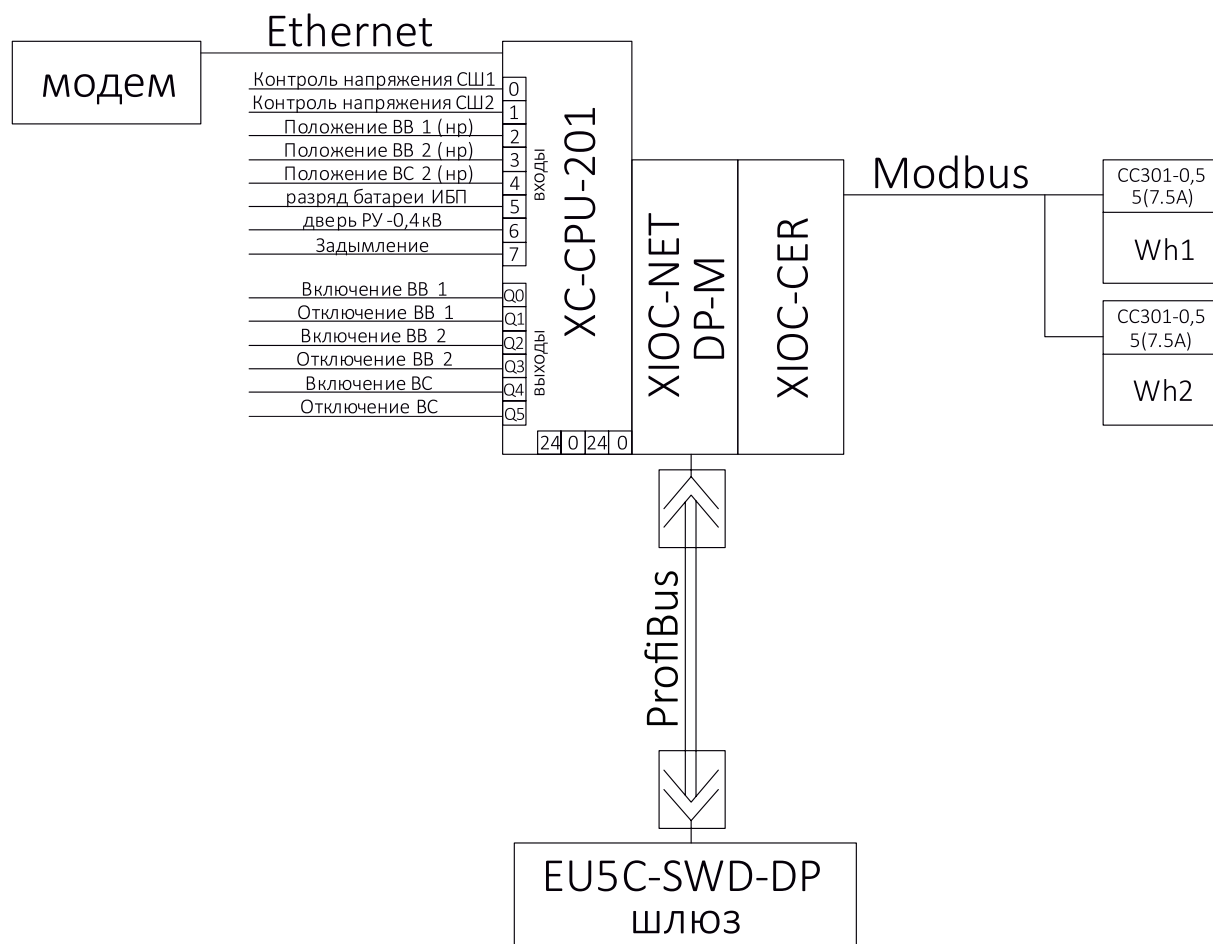 Ethernet
модем
Контроль напряжения СШ1
0
Контроль напряжения СШ2
1
Положение ВВ 1 (нр)
2
Положение ВВ 2 (нр)
3
Положение ВС 2 (нр)
4
разряд батареи ИБП
5
дверь РУ-0,4кВ
6
Задымление
7
входы
Включение ВВ 1
Q0
Отключение ВВ 1
Q1
Включение ВВ 2
Q2
Отключение ВВ 2
Q3
Включение ВС
Q4
Отключение ВС
Q5
выходы
24 0 24 0
XC-CPU-201
XIOC-NET
DP-M
XIOC-CER
Modbus
СС301-0,5
5(7.5А)
Wh1
СС301-0,5
5(7.5А)
Wh2
ProfiBus
EU5C-SWD-DP
шлюз